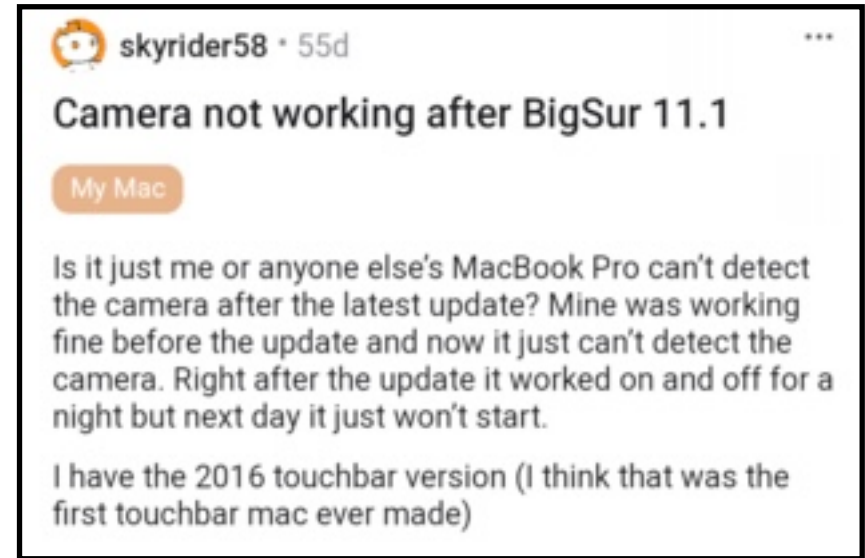 skyrider58 · 55d
Camera not working after BigSur 11.1
My Mac
Is it just me or anyone else's MacBook Pro can't detect
the camera after the latest update? Mine was working
fine before the update and now it just can't detect the
camera. Right after the update it worked on and off for a
night but next day it just won't start.
I have the 2016 touchbar version (I think that was the
first touchbar mac ever made)